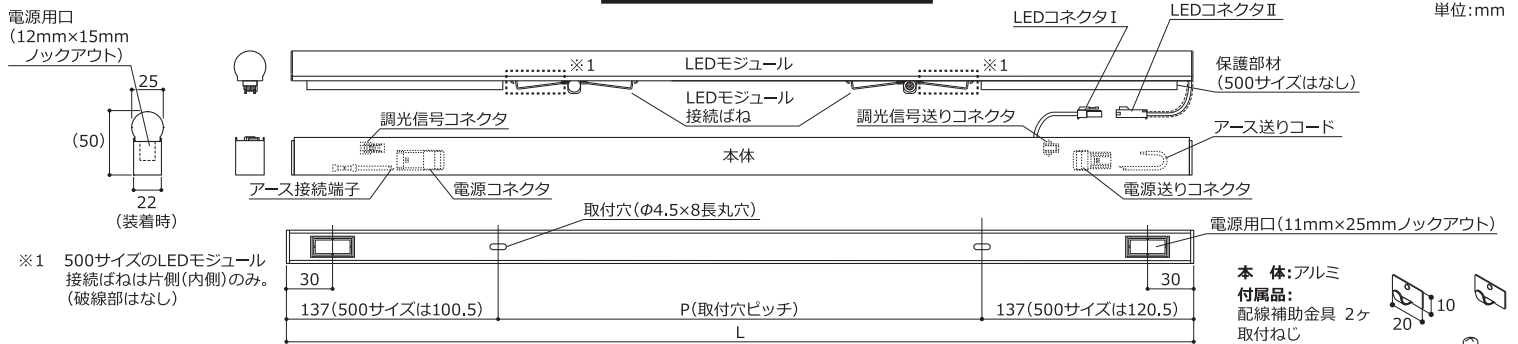 電源用口
(12mm×15mm
ノックアウト)
25
(50)
22
(装着時)
※1 500サイズのLEDモジュール
接続ばねは片側(内側)のみ。
(破線部はなし)
単位:mm
LEDコネクタⅠ
LEDコネクタⅡ
LEDモジュール
※1
※1
LEDモジュール
接続ばね
保護部材
(500サイズはなし)
調光信号コネクタ
調光信号送りコネクタ
アース送りコード
本体
アース接続端子
電源コネクタ
電源送りコネクタ
取付穴(Φ4.5×8長丸穴)
電源用口(11mm×25mmノックアウト)
30
30
137(500サイズは100.5)
P(取付穴ピッチ)
137(500サイズは120.5)
L
本 体:アルミ
付属品:
配線補助金具 2ヶ
取付ねじ
10
20